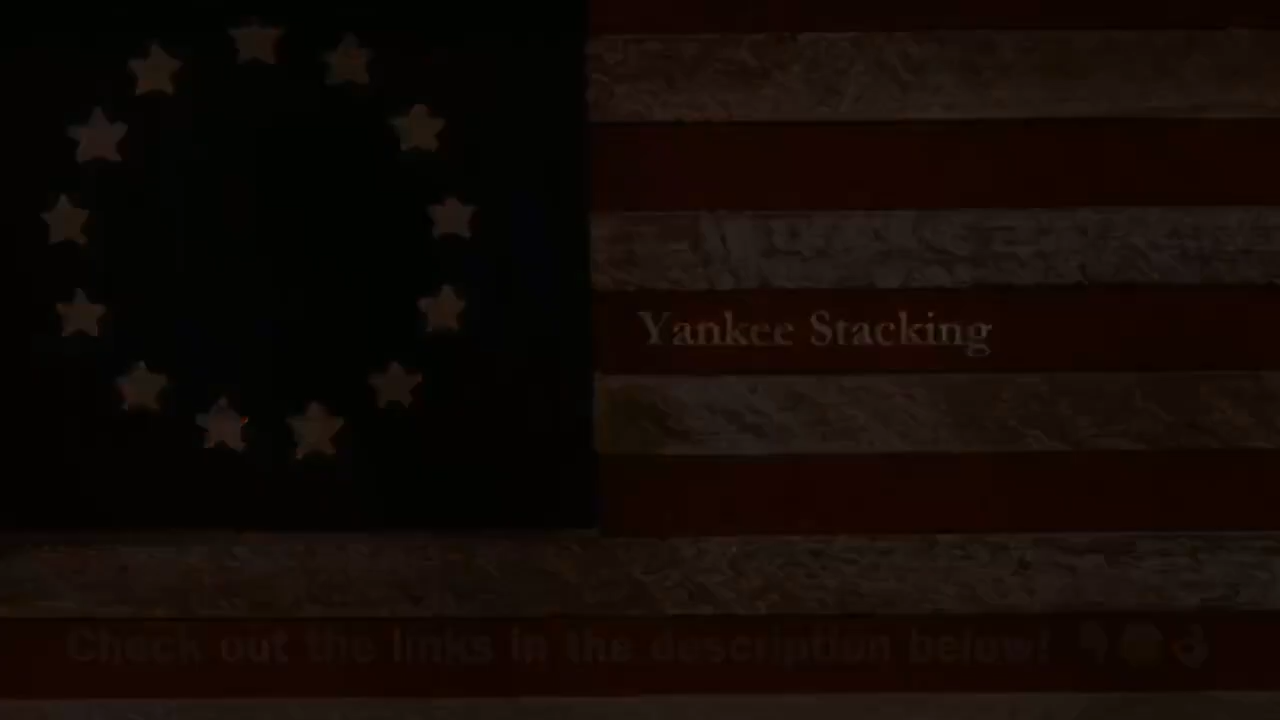 Yankee Stacking
Check out the links in the description below! 👇😀👌